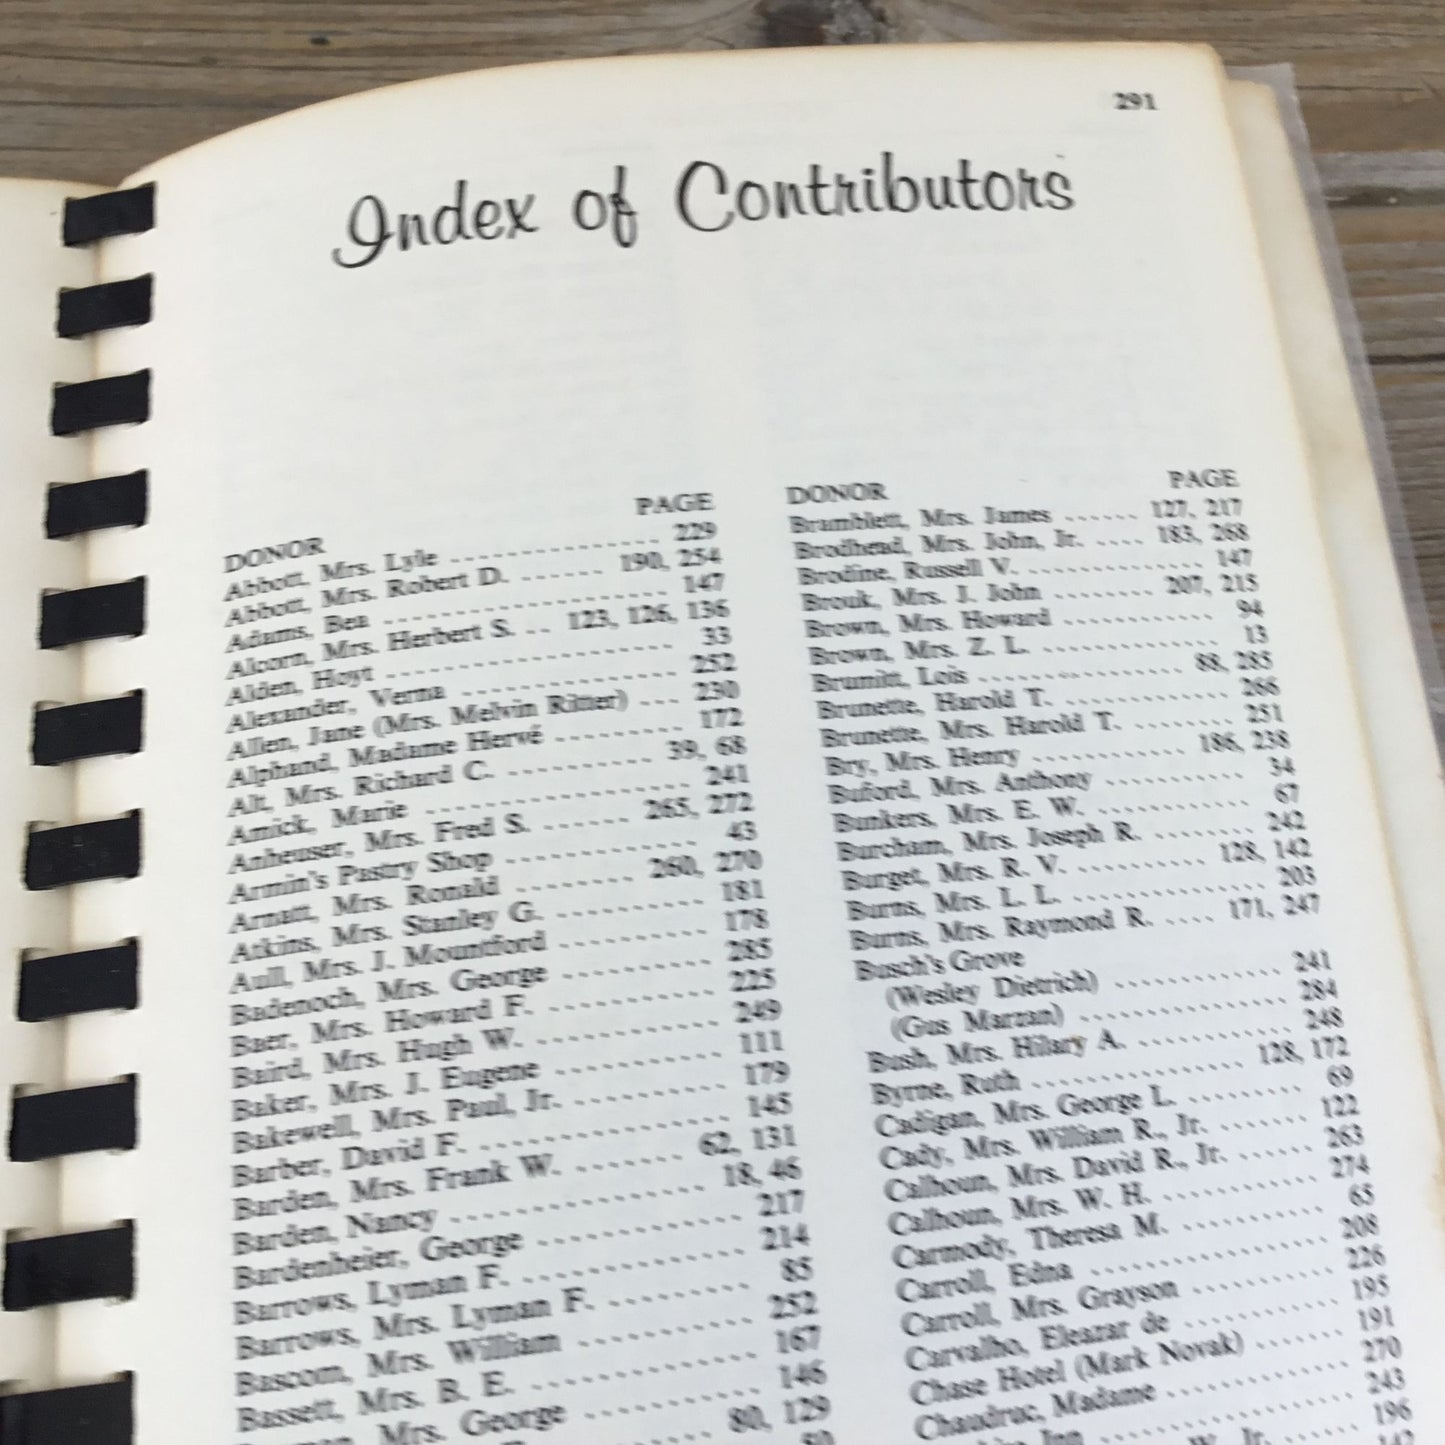 291
Index of Contributors
DONOR PAGE
Abbott, Mrs. Lyle ................ 229
Abbott, Mrs. Robert D. ...... 190, 254
Adams, Bea ...................... 147
Alcorn, Mrs. Herbert S. .. 123, 126, 136
Alden, Hoyt ...................... 33
Alexander, Verna ................ 252
Allen, Jane (Mrs. Melvin Ritter) ... 230
Alphand, Madame Hervé .......... 172
Alt, Mrs. Richard C. ........... 39, 68
Amick, Marie .................... 241
Anheuser, Mrs. Fred S. ...... 265, 272
Armin's Pastry Shop .............. 43
Arnatt, Mrs. Ronald ........ 260, 270
Atkins, Mrs. Stanley G. .......... 181
Aull, Mrs. J. Mountford .......... 178
Badenoch, Mrs. George .......... 285
Baer, Mrs. Howard F. ............ 225
Baird, Mrs. Hugh W. ............ 249
Baker, Mrs. J. Eugene ............ 111
Bakewell, Mrs. Paul, Jr. .......... 179
Barber, David F. ................ 145
Barden, Mrs. Frank W. ........ 62, 131
Barden, Nancy ................ 18, 46
Bardenheier, George ............ 217
Barrows, Lyman F. .............. 214
Barrows, Mrs. Lyman F. .......... 85
Bascom, Mrs. William ............ 252
Bassett, Mrs. B. E. .............. 167
Mrs. George ............ 146
80, 129
80
DONOR PAGE
Bramblett, Mrs. James ...... 127, 217
Brodhead, Mrs. John, Jr. .... 183, 268
Brodine, Russell V. .............. 147
Brouk, Mrs. J. John ........ 207, 215
Brown, Mrs. Howard ............ 94
Brown, Mrs. Z. L. ................ 13
Brumitt, Lois ................ 88, 285
Brunette, Harold T. .............. 266
Brunette, Mrs. Harold T. ........ 251
Bry, Mrs. Henry ............ 186, 238
Buford, Mrs. Anthony ............ 34
Bunkers, Mrs. E. W. .............. 67
Burcham, Mrs. Joseph R. ........ 242
Burget, Mrs. R. V. .......... 128, 142
Burns, Mrs. L. L. ................ 203
Burns, Mrs. Raymond R. .... 171, 247
Busch's Grove
(Wesley Dietrich) .............. 241
(Gus Marzan) ................ 284
Bush, Mrs. Hilary A. ............ 248
Byrne, Ruth ................ 128, 172
Cadigan, Mrs. George L. ........ 69
Cady, Mrs. William R., Jr. ........ 122
Calhoun, Mrs. David R., Jr. ...... 263
Calhoun, Mrs. W. H. ............ 274
Carmody, Theresa M. ............ 65
Carroll, Edna .................. 208
Carroll, Mrs. Grayson ............ 226
Carvalho, Eleazar de ............ 195
Chase Hotel (Mark Novak) ...... 191
Chaudruc, Madame .............. 270
Inn .................... 243
W., Jr. ........ 196
142